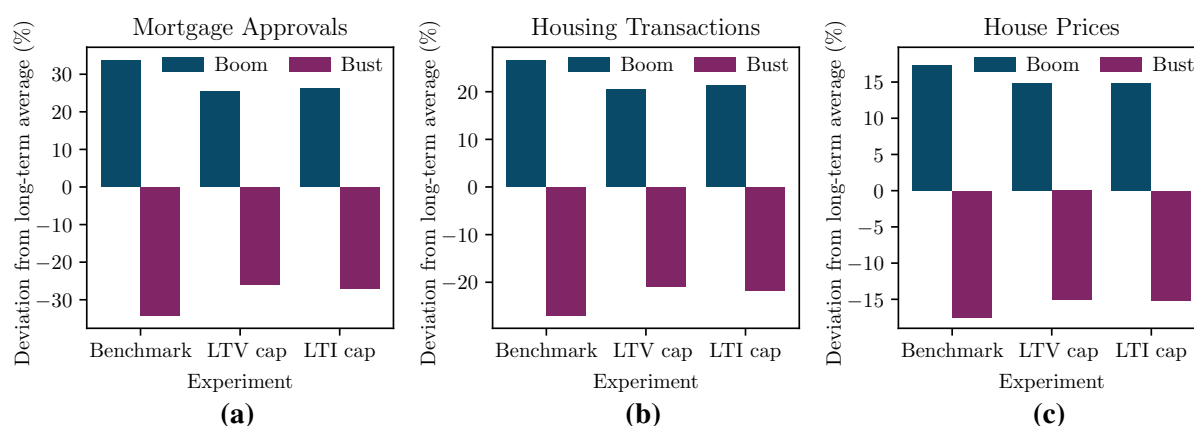 Mortgage Approvals
Deviation from long-term average (%)
Boom Bust
30
20
10
0
−10
−20
−30
Benchmark LTV cap LTI cap
Experiment
(a)
Housing Transactions
Deviation from long-term average (%)
Boom Bust
20
10
0
−10
−20
Benchmark LTV cap LTI cap
Experiment
(b)
House Prices
Deviation from long-term average (%)
Boom Bust
15
10
5
0
−5
−10
−15
Benchmark LTV cap LTI cap
Experiment
(c)